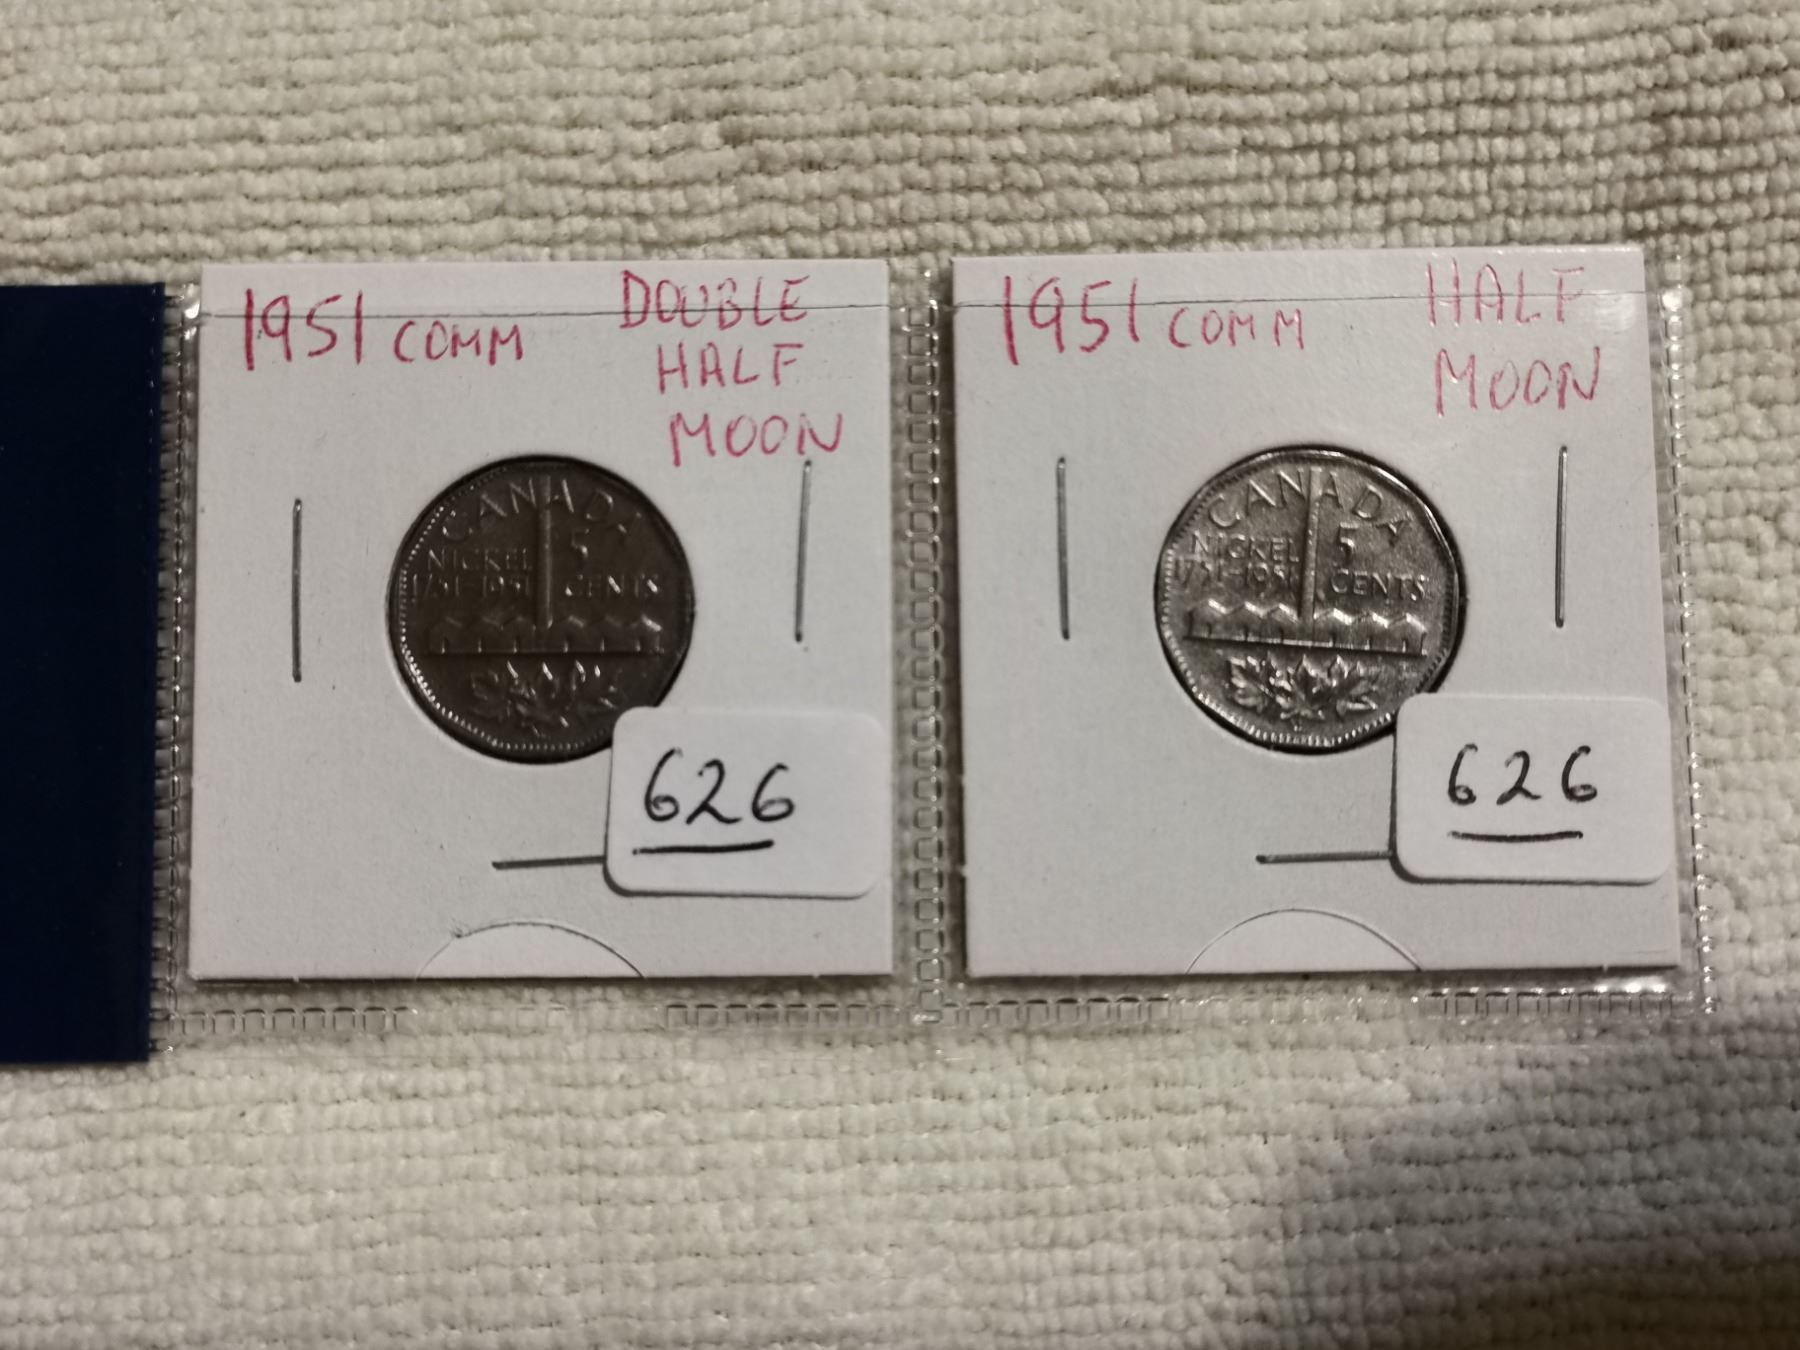 1951 COMM
DOUBLE
HALF
MOON
CANADA
NICKEL 5
1751-1951 CENTS
626
1951 COMM
HALF
MOON
CANADA
NICKEL 5
1751-1951 CENTS
626